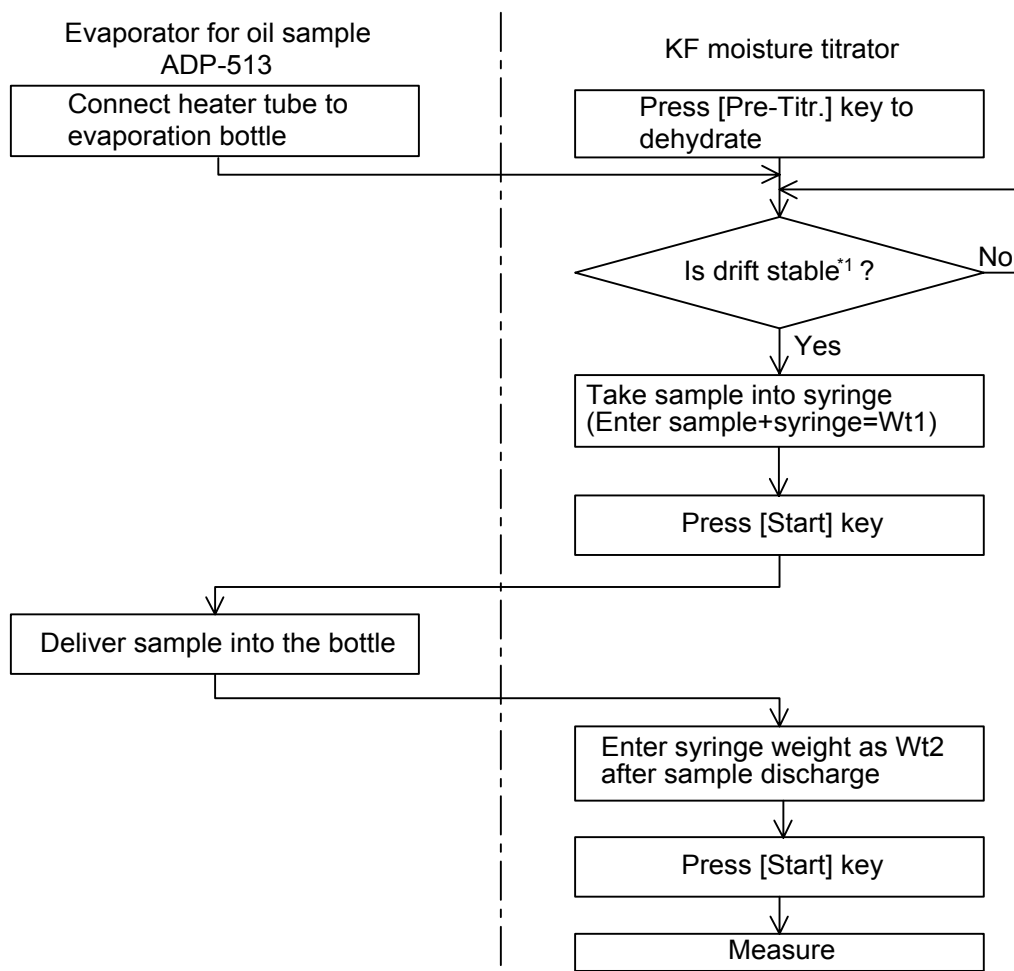 Evaporator for oil sample
ADP-513
KF moisture titrator
Connect heater tube to
evaporation bottle
Press [Pre-Titr.] key to
dehydrate
Is drift stable*1 ?
No
Yes
Take sample into syringe
(Enter sample+syringe=Wt1)
Press [Start] key
Deliver sample into the bottle
Enter syringe weight as Wt2
after sample discharge
Press [Start] key
Measure